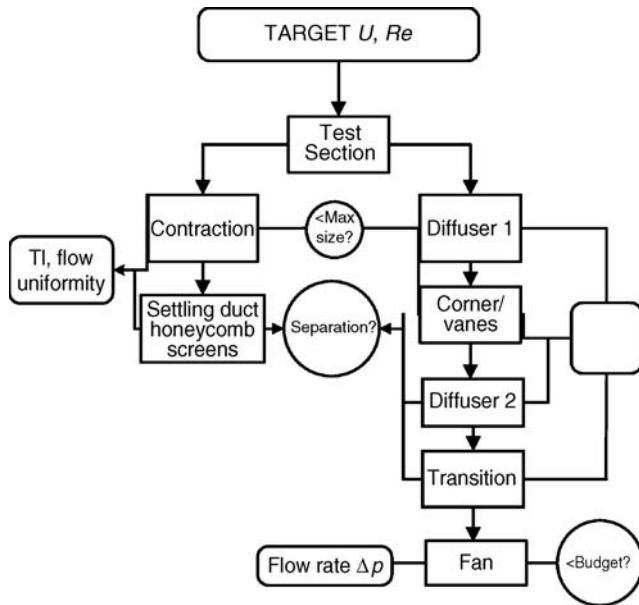 TARGET U, Re
Test
Section
Contraction
<Max
size?
Diffuser 1
TI, flow
uniformity
Settling duct
honeycomb
screens
Separation?
Corner/
vanes
Diffuser 2
Transition
Flow rate Δp
Fan
<Budget?